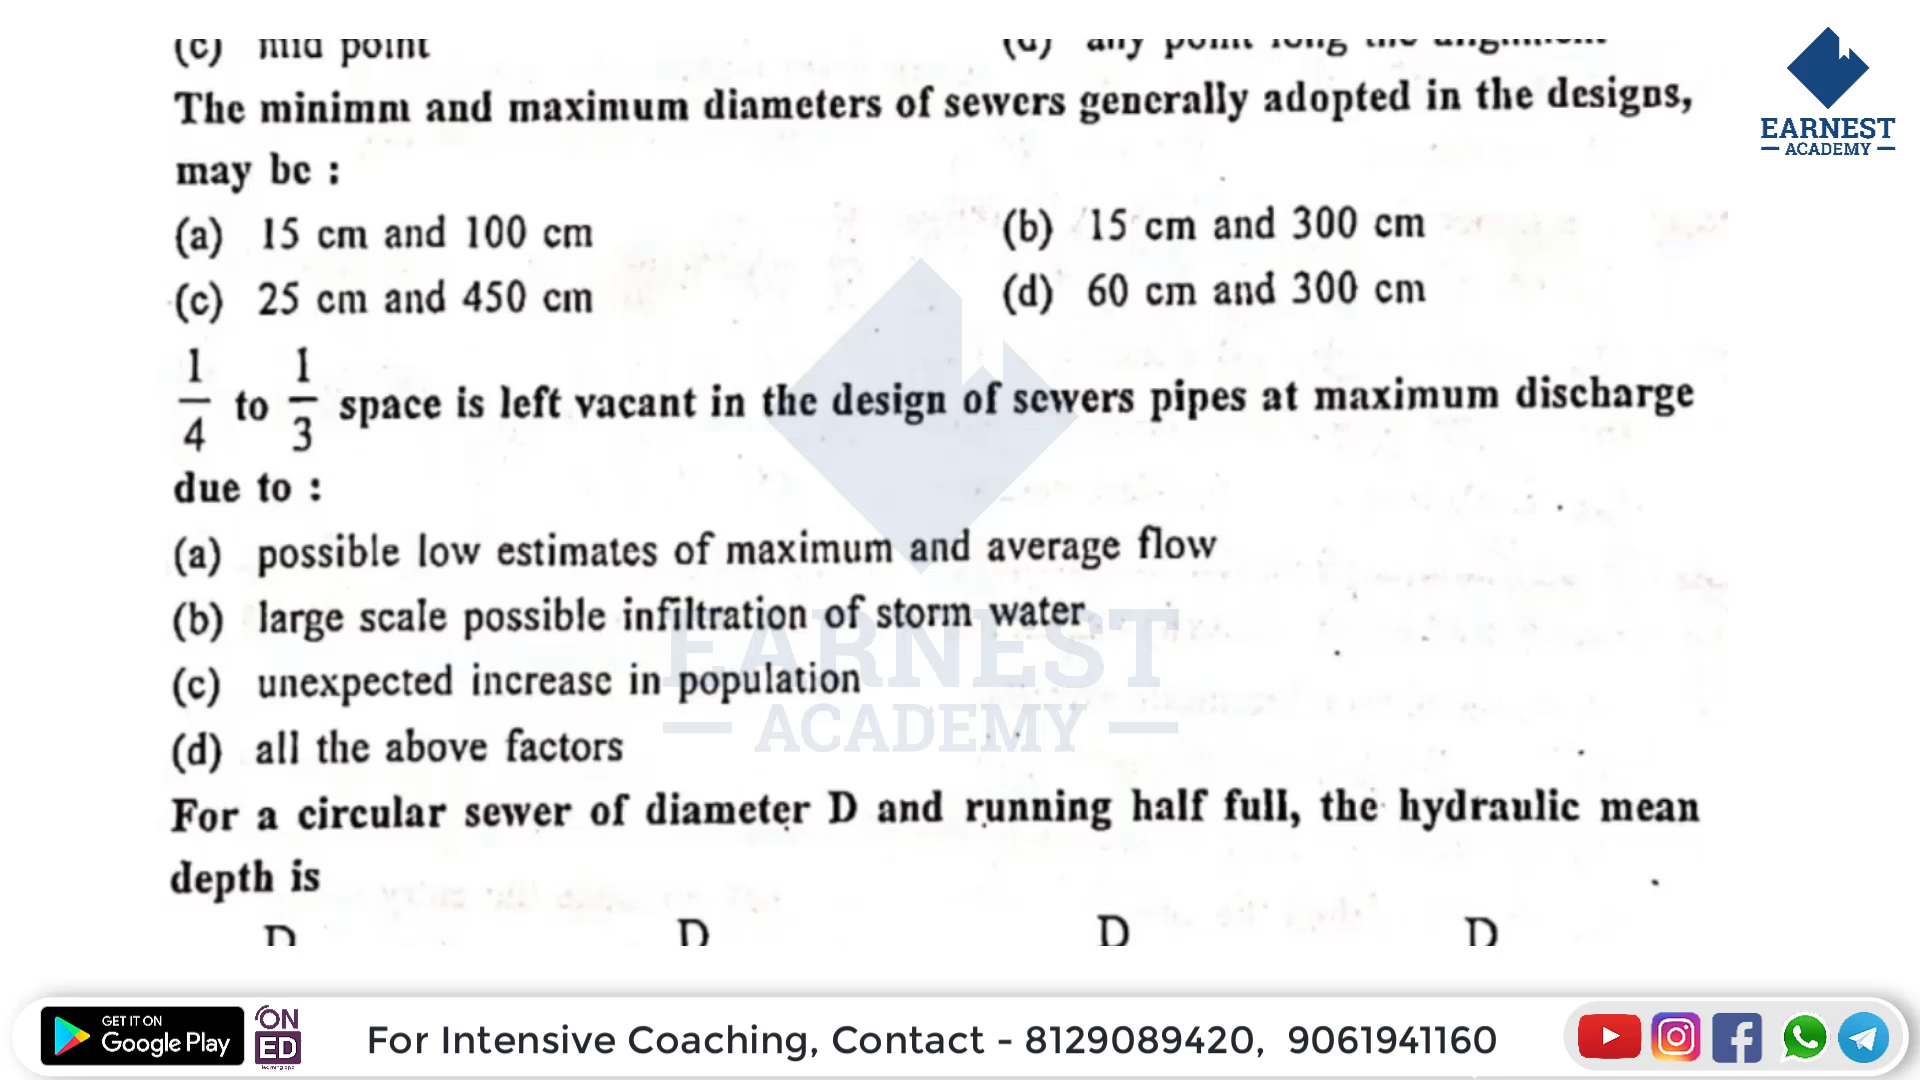 (c) mid point (d) any point long the alignment
The minimm and maximum diameters of sewers generally adopted in the designs,
may be :
(a) 15 cm and 100 cm (b) 15 cm and 300 cm
(c) 25 cm and 450 cm (d) 60 cm and 300 cm
1/4 to 1/3 space is left vacant in the design of sewers pipes at maximum discharge
due to :
(a) possible low estimates of maximum and average flow
(b) large scale possible infiltration of storm water
(c) unexpected increase in population
(d) all the above factors
For a circular sewer of diameter D and running half full, the hydraulic mean
depth is
D D D D
EARNEST
ACADEMY
EARNEST
ACADEMY
GET IT ON
Google Play
ON
ED
For Intensive Coaching, Contact - 8129089420, 9061941160